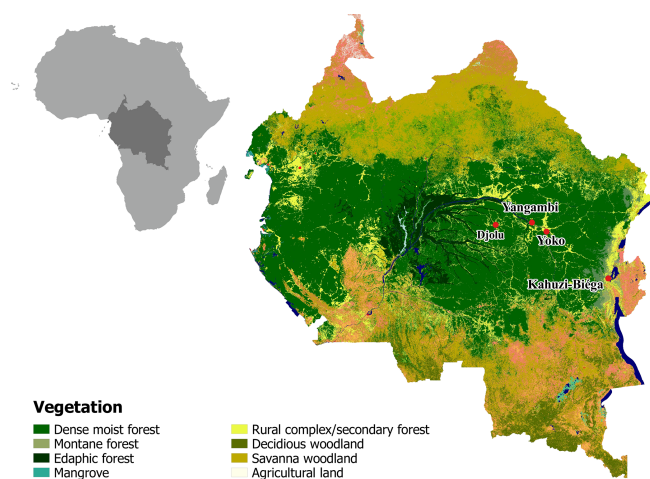 Yangambi
Djolu
Yoko
Kahuzi-Biega
Vegetation
Dense moist forest
Montane forest
Edaphic forest
Mangrove
Rural complex/secondary forest
Decidious woodland
Savanna woodland
Agricultural land